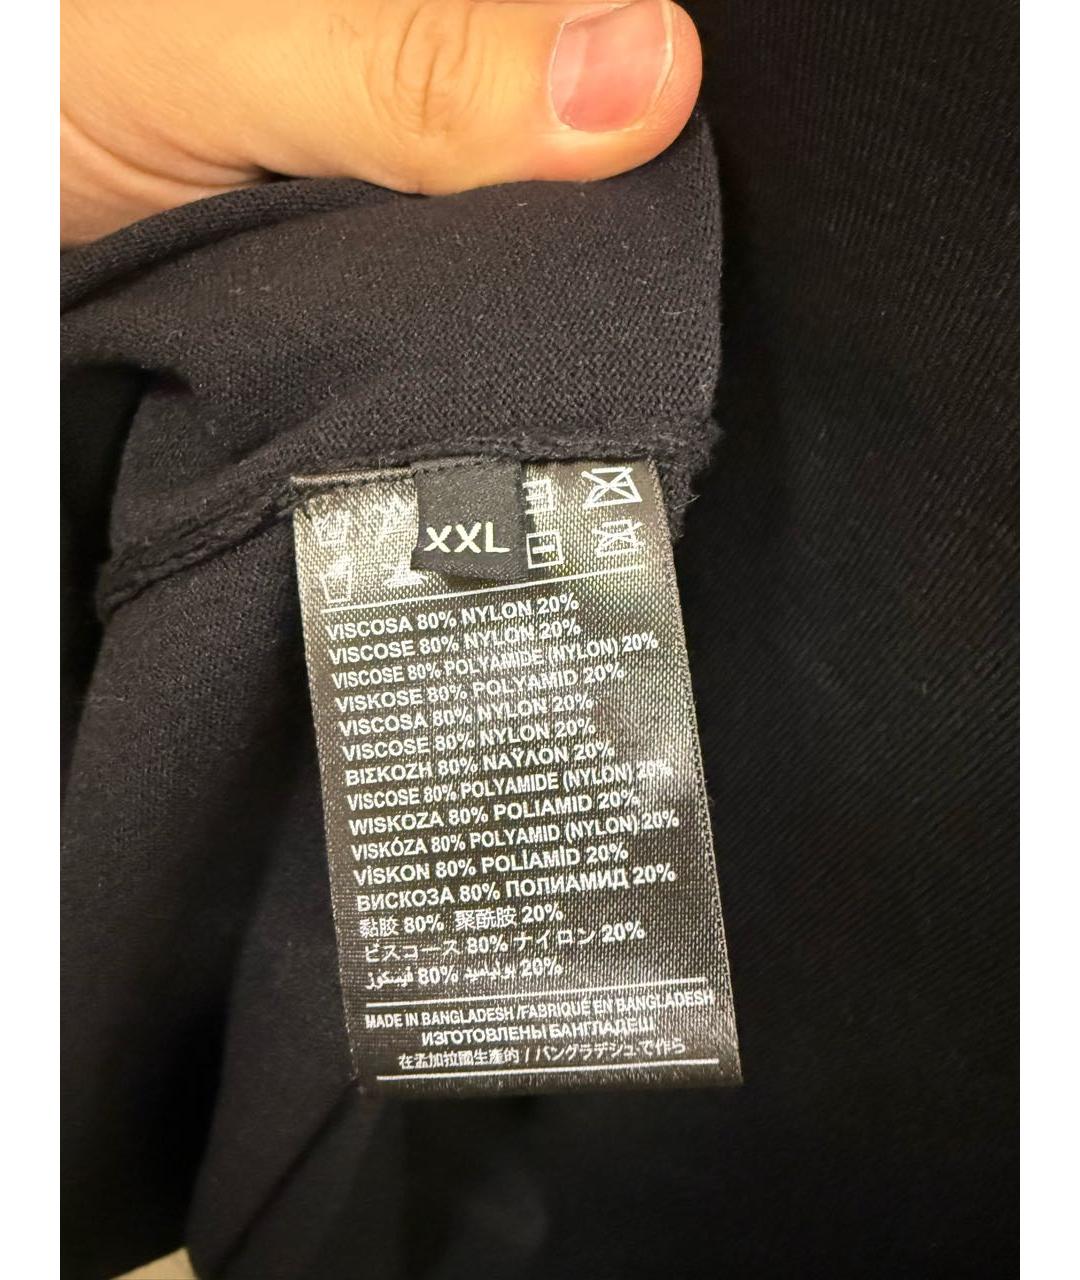 XXL
VISCOSA 80% NYLON 20%
VISCOSE 80% NYLON 20%
VISCOSE 80% POLYAMIDE (NYLON) 20%
VISKOSE 80% POLYAMID 20%
VISCOSA 80% NYLON 20%
VISCOSE 80% NYLON 20%
ΒΙΣΚΟΖΗ 80% ΝΑΥΛΟΝ 20%
VISCOSE 80% POLYAMIDE (NYLON) 20%
WISKOZA 80% POLIAMID 20%
VISKÓZA 80% POLYAMID (NYLON) 20%
VİSKON 80% POLİAMİD 20%
ВИСКОЗА 80% ПОЛИАМИД 20%
黏胶 80% 聚酰胺 20%
ビスコース 80% ナイロン 20%
فيسكوز 80% بوليميد 20%
MADE IN BANGLADESH /FABRIQUÉ EN BANGLADESH
ИЗГОТОВЛЕНЫ БАНГЛАДЕШ
在孟加拉國生產的 / バングラデシュで作ら